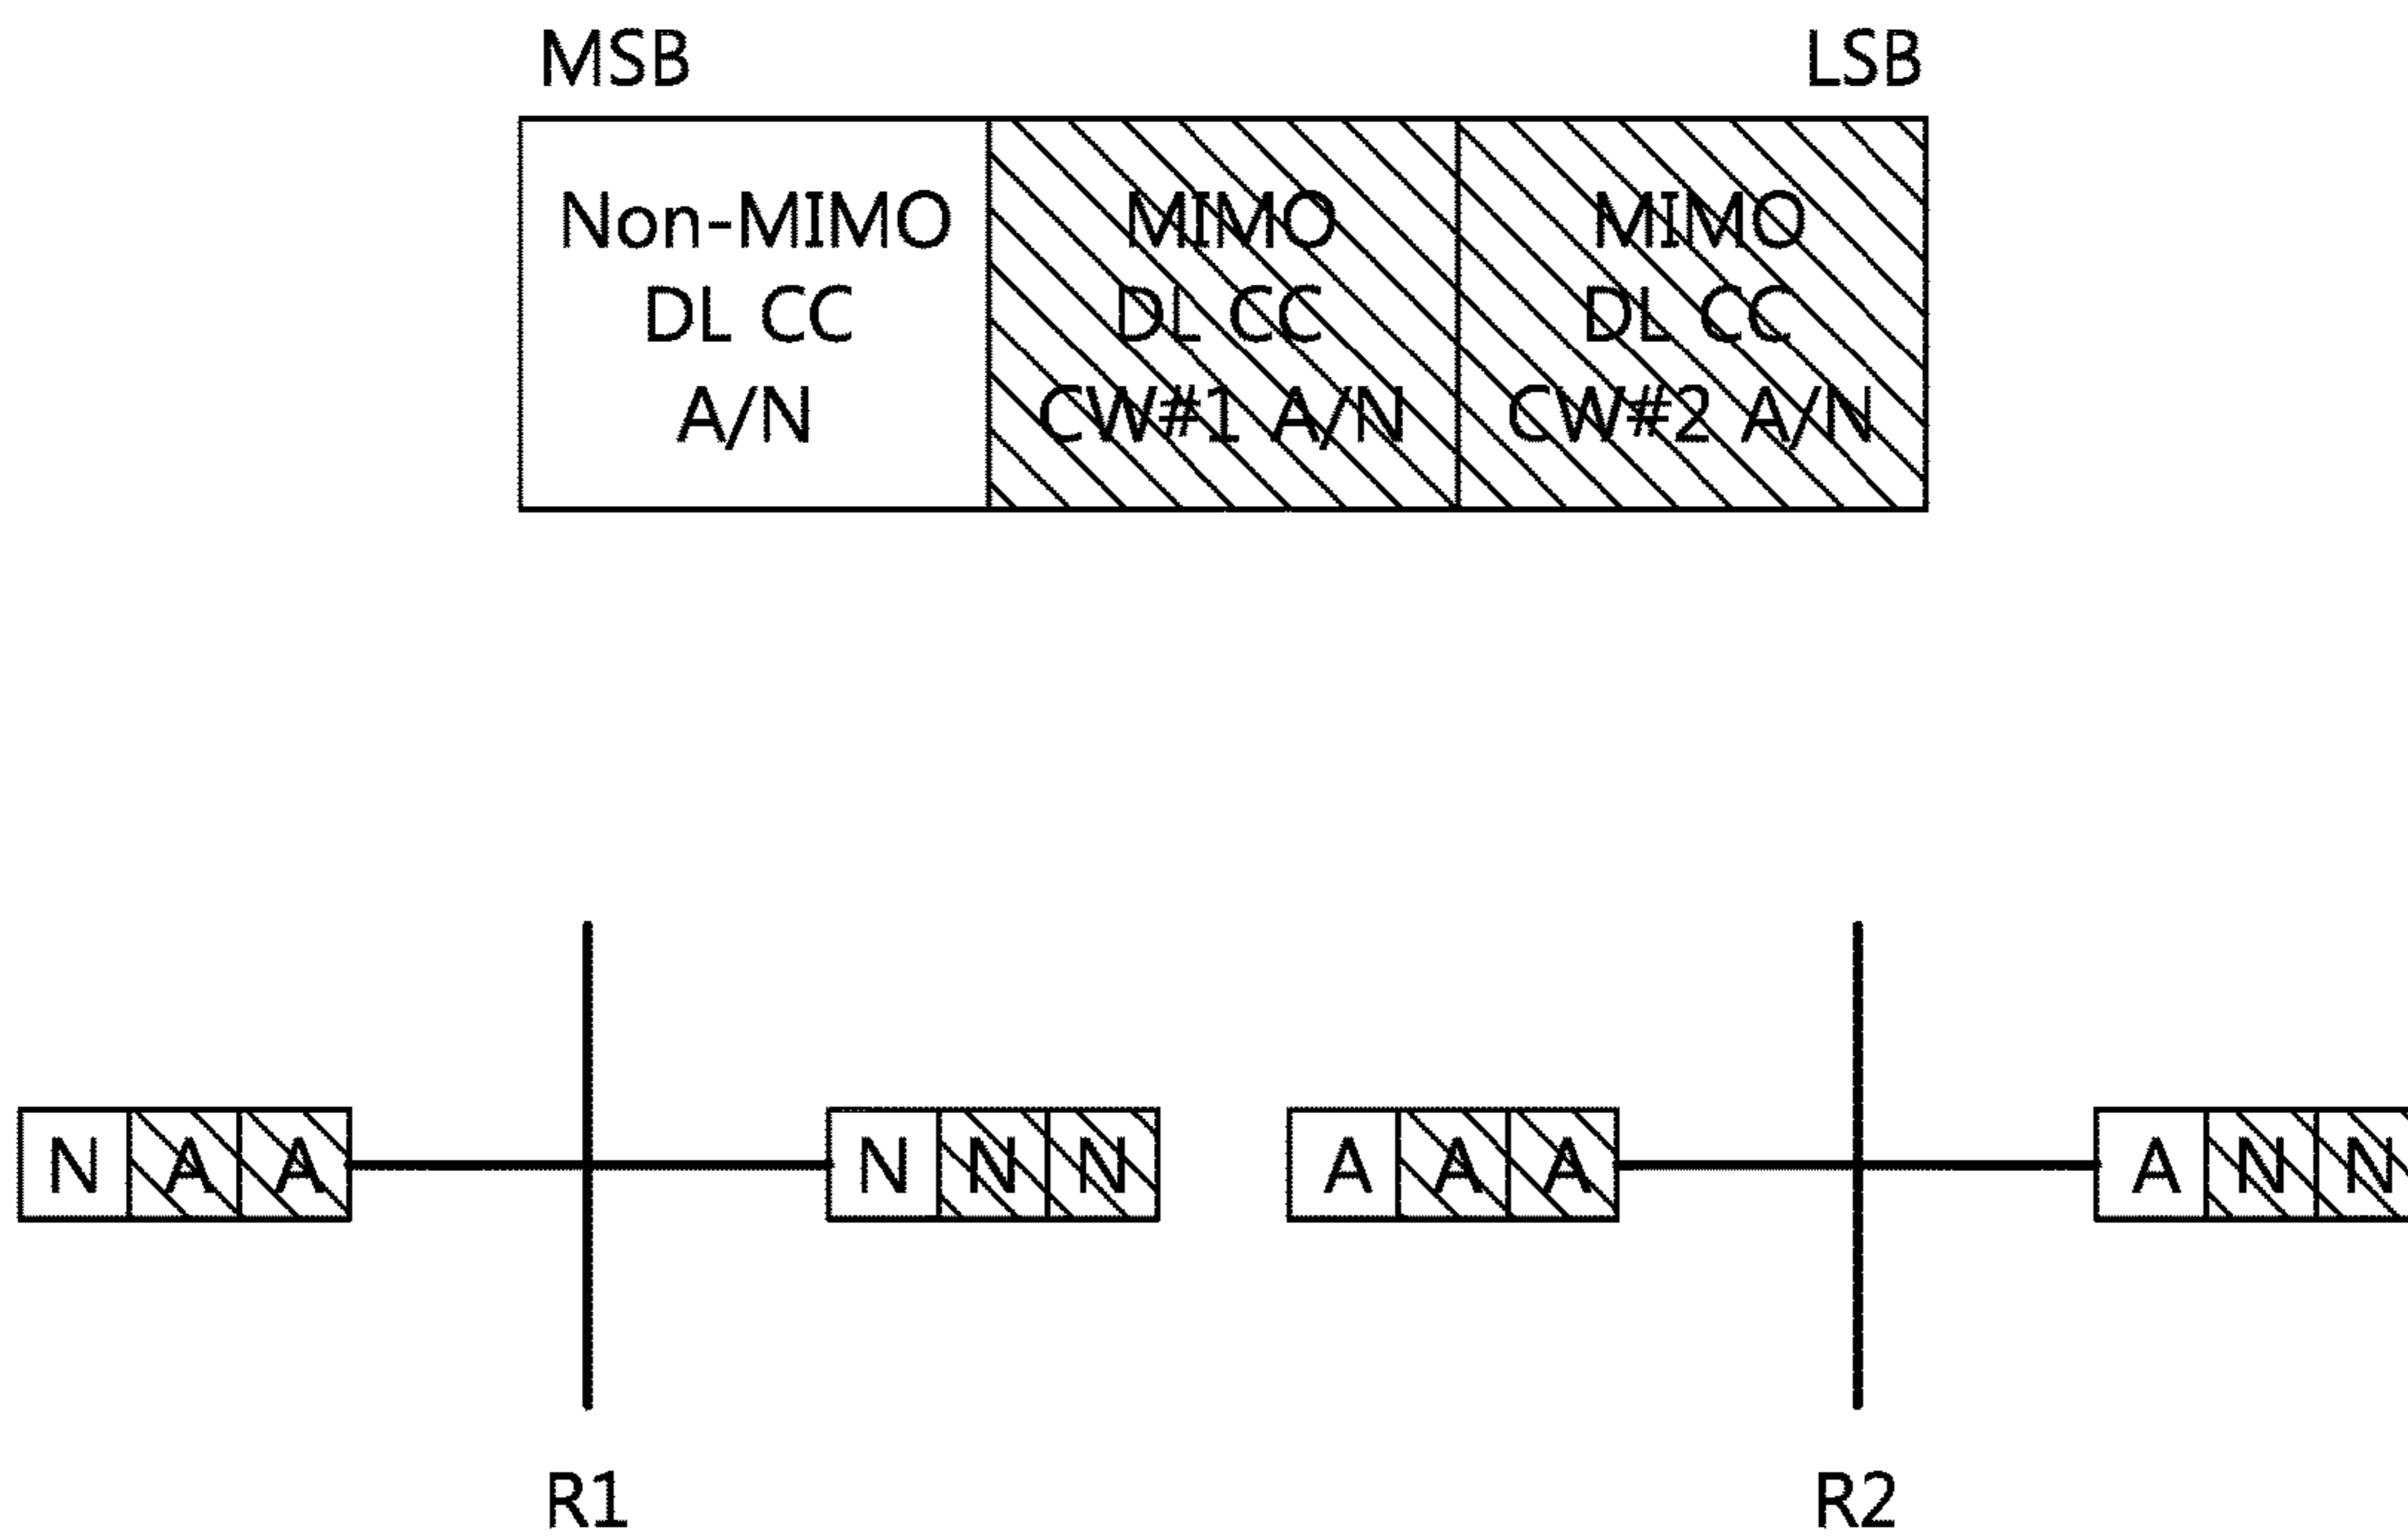 MSB LSB
Non-MIMO MIMO MIMO
DL CC DL CC DL CC
A/N CW#1 A/N CW#2 A/N
N A A N N N A A A A N N
R1 R2